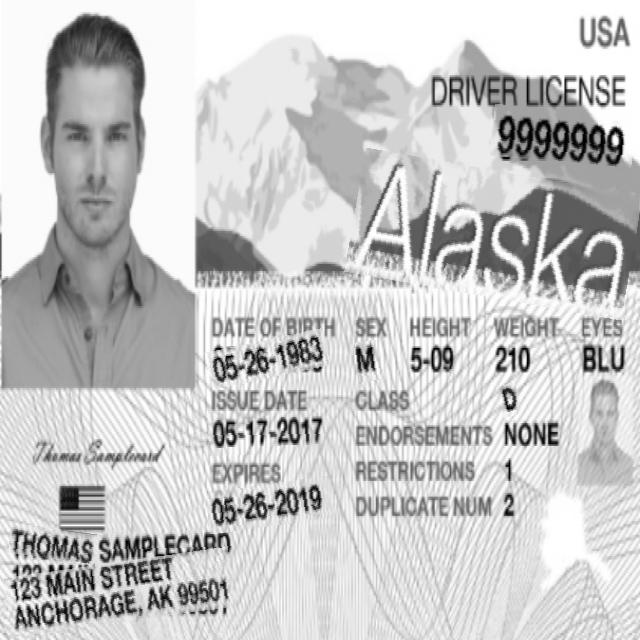 USA
DRIVER LICENSE
9999999
Alaska
DATE OF BIRTH SEX HEIGHT WEIGHT EYES
05-26-1983 M 5-09 210 BLU
ISSUE DATE CLASS D
05-17-2017 ENDORSEMENTS NONE
EXPIRES RESTRICTIONS 1
05-26-2019 DUPLICATE NUM 2
Thomas Samplecard
THOMAS SAMPLECARD
123 MAIN STREET
ANCHORAGE, AK 99501